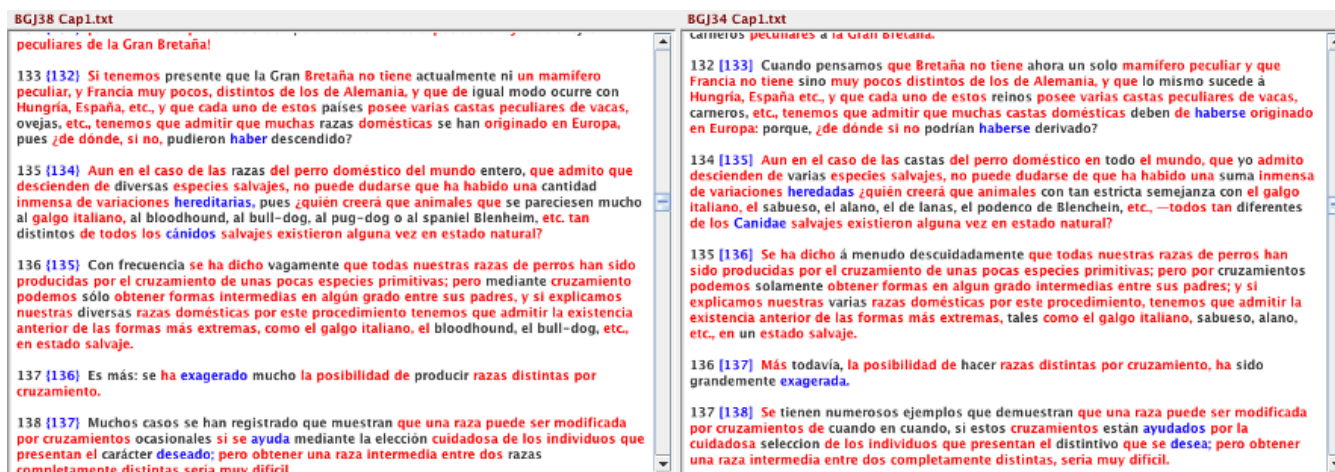 BGJ38 Cap1.txt
peculiares de la Gran Bretaña!
133 {132} Si tenemos presente que la Gran Bretaña no tiene actualmente ni un mamífero
peculiar, y Francia muy pocos, distintos de los de Alemania, y que de igual modo ocurre con
Hungría, España, etc., y que cada uno de estos países posee varias castas peculiares de vacas,
ovejas, etc., tenemos que admitir que muchas razas domésticas se han originado en Europa,
pues ¿de dónde, si no, pudieron haber descendido?
135 {134} Aun en el caso de las razas del perro doméstico del mundo entero, que admito que
descienden de diversas especies salvajes, no puede dudarse que ha habido una cantidad
inmensa de variaciones hereditarias, pues ¿quién creerá que animales que se pareciesen mucho
al galgo italiano, al bloodhound, al bull-dog, al pug-dog o al spaniel Blenheim, etc. tan
distintos de todos los cánidos salvajes existieron alguna vez en estado natural?
136 {135} Con frecuencia se ha dicho vagamente que todas nuestras razas de perros han sido
producidas por el cruzamiento de unas pocas especies primitivas; pero mediante cruzamiento
podemos sólo obtener formas intermedias en algún grado entre sus padres, y si explicamos
nuestras diversas razas domésticas por este procedimiento tenemos que admitir la existencia
anterior de las formas más extremas, como el galgo italiano, el bloodhound, el bull-dog, etc.,
en estado salvaje.
137 {136} Es más: se ha exagerado mucho la posibilidad de producir razas distintas por
cruzamiento.
138 {137} Muchos casos se han registrado que muestran que una raza puede ser modificada
por cruzamientos ocasionales si se ayuda mediante la elección cuidadosa de los individuos que
presentan el carácter deseado; pero obtener una raza intermedia entre dos razas
completamente distintas sería muy difícil
BGJ34 Cap1.txt
carneros peculiares a la Gran Bretaña.
132 [133] Cuando pensamos que Bretaña no tiene ahora un solo mamífero peculiar y que
Francia no tiene sino muy pocos distintos de los de Alemania, y que lo mismo sucede á
Hungría, España etc., y que cada uno de estos reinos posee varias castas peculiares de vacas,
carneros, etc., tenemos que admitir que muchas castas domésticas deben de haberse originado
en Europa: porque, ¿de dónde si no podrían haberse derivado?
134 [135] Aun en el caso de las castas del perro doméstico en todo el mundo, que yo admito
descienden de varias especies salvajes, no puede dudarse de que ha habido una suma inmensa
de variaciones heredadas ¿quién creerá que animales con tan estricta semejanza con el galgo
italiano, el sabueso, el alano, el de lanas, el podenco de Blenchein, etc., —todos tan diferentes
de los Canidae salvajes existieron alguna vez en estado natural?
135 [136] Se ha dicho á menudo descuidadamente que todas nuestras razas de perros han
sido producidas por el cruzamiento de unas pocas especies primitivas; pero por cruzamientos
podemos solamente obtener formas intermedias en algun grado entre sus padres; y si
explicamos nuestras varias razas domésticas por este procedimiento, tenemos que admitir la
existencia anterior de las formas más extremas, tales como el galgo italiano, sabueso, alano,
etc., en un estado salvaje.
136 [137] Más todavía, la posibilidad de hacer razas distintas por cruzamiento, ha sido
grandemente exagerada.
137 [138] Se tienen numerosos ejemplos que demuestran que una raza puede ser modificada
por cruzamientos de cuando en cuando, si estos cruzamientos están ayudados por la
cuidadosa seleccion de los individuos que presentan el distintivo que se desea; pero obtener
una raza intermedia entre dos completamente distintas, sería muy difícil.